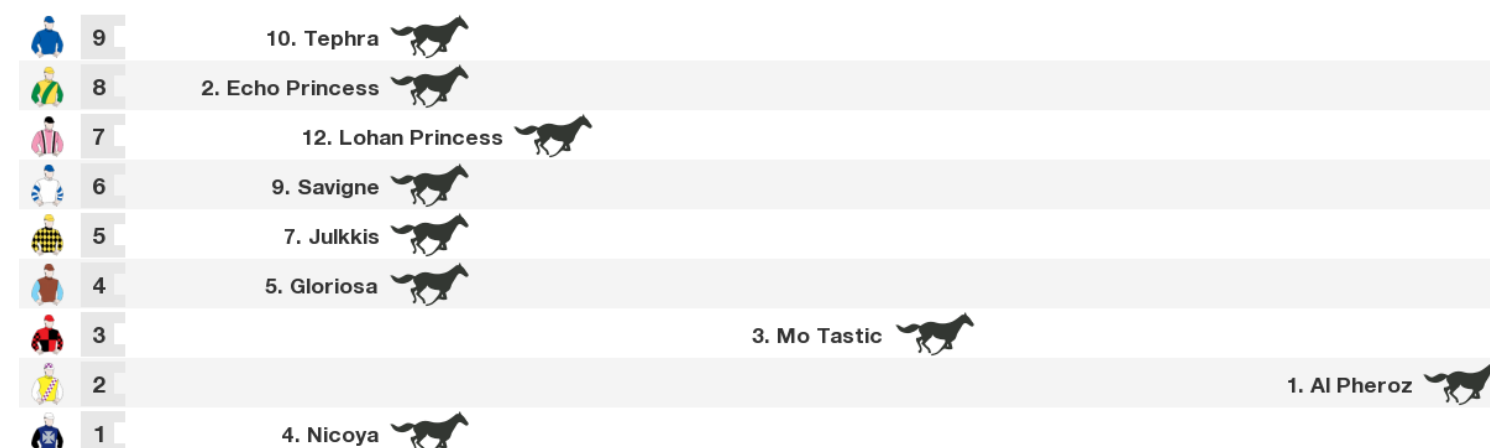 9 10. Tephra
8 2. Echo Princess
7 12. Lohan Princess
6 9. Savigne
5 7. Julkkis
4 5. Gloriosa
3 3. Mo Tastic
2 1. Al Pheroz
1 4. Nicoya